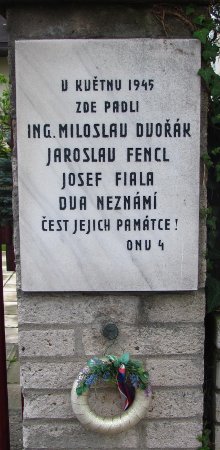 V KVĚTNU 1945
ZDE PADLI
ING. MILOSLAV DVOŘÁK
JAROSLAV FENCL
JOSEF FIALA
DVA NEZNÁMÍ
ČEST JEJICH PAMÁTCE!
ONV 4